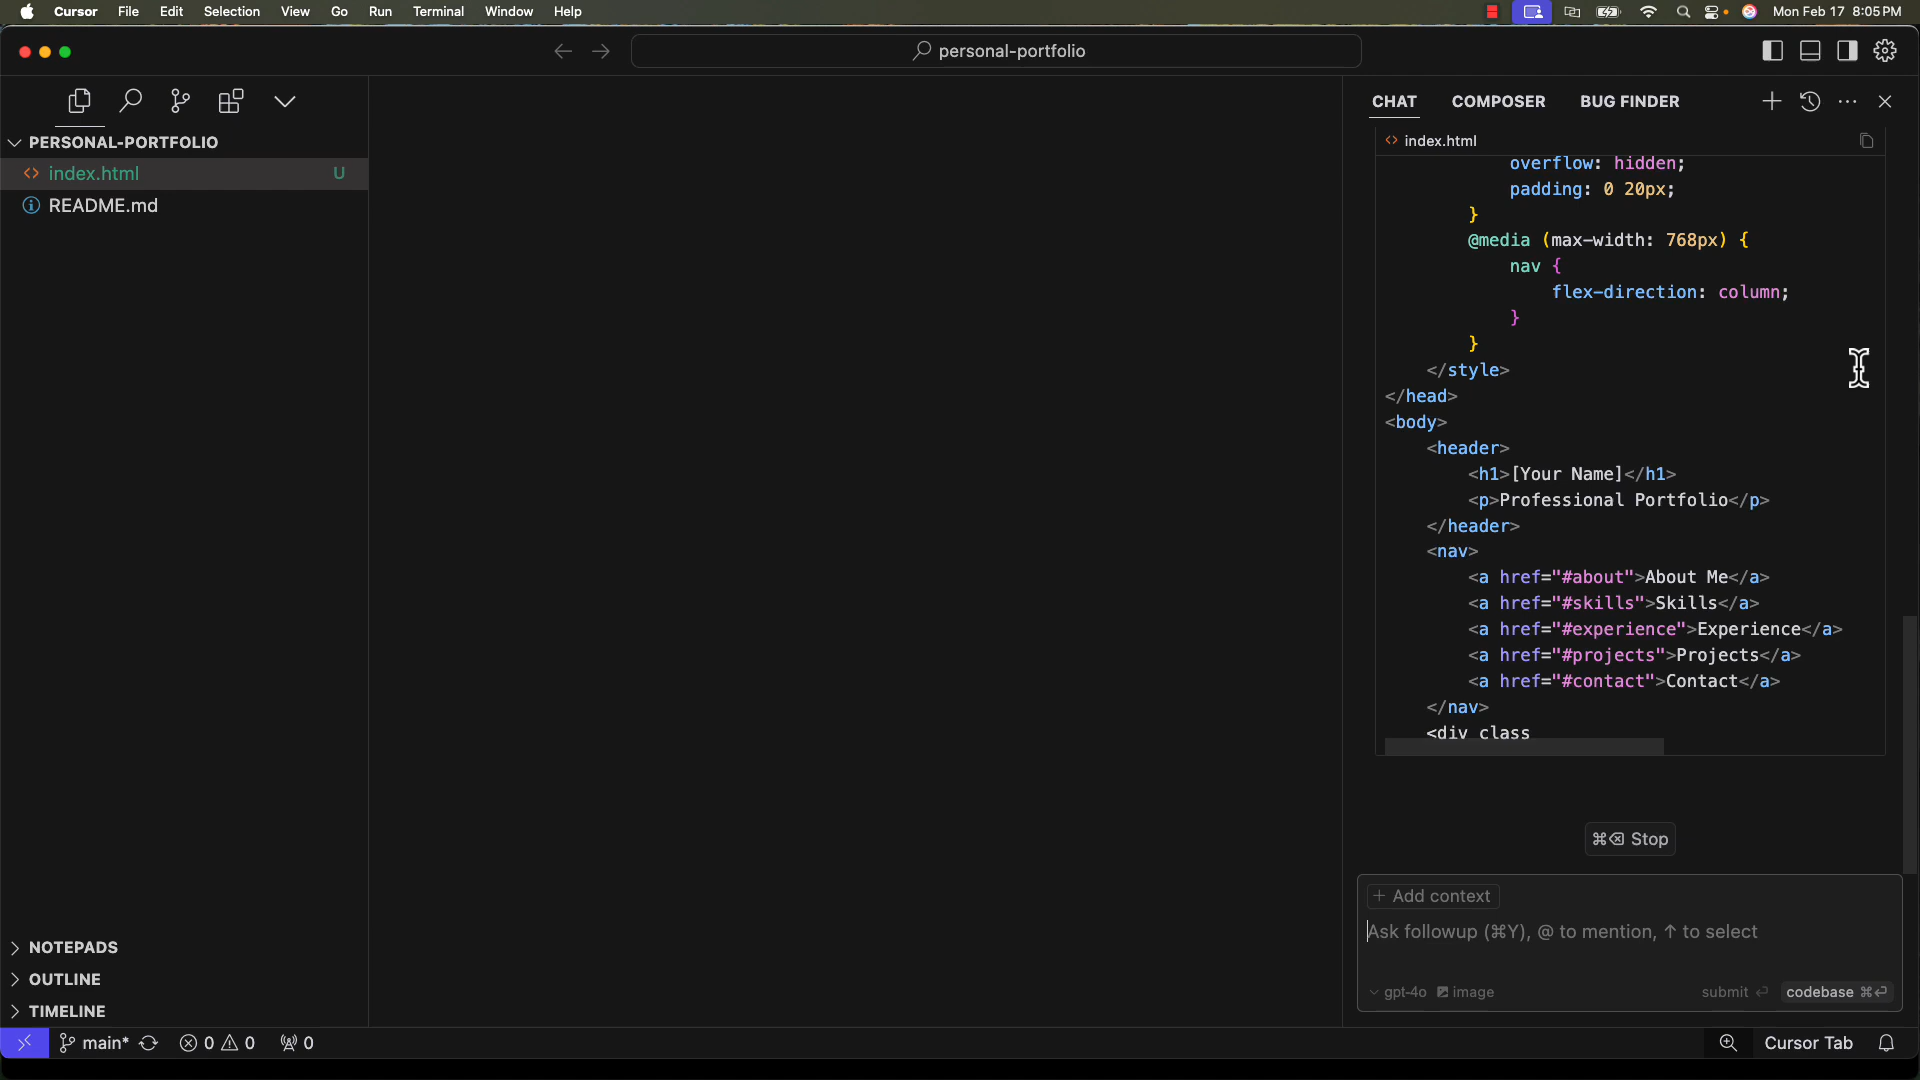 Cursor File Edit Selection View Go Run Terminal Window Help Mon Feb 17 8:05 PM
personal-portfolio
CHAT COMPOSER BUG FINDER
PERSONAL-PORTFOLIO
index.html U
README.md
NOTEPADS
OUTLINE
TIMELINE
index.html
overflow: hidden;
padding: 0 20px;
}
@media (max-width: 768px) {
nav {
flex-direction: column;
}
}
</style>
</head>
<body>
<header>
<h1>[Your Name]</h1>
<p>Professional Portfolio</p>
</header>
<nav>
<a href="#about">About Me</a>
<a href="#skills">Skills</a>
<a href="#experience">Experience</a>
<a href="#projects">Projects</a>
<a href="#contact">Contact</a>
</nav>
<div class
⌘⌫ Stop
+ Add context
Ask followup (⌘Y), @ to mention, ↑ to select
gpt-4o image submit ⏎ codebase ⌘⏎
main* 0 0 0 Cursor Tab